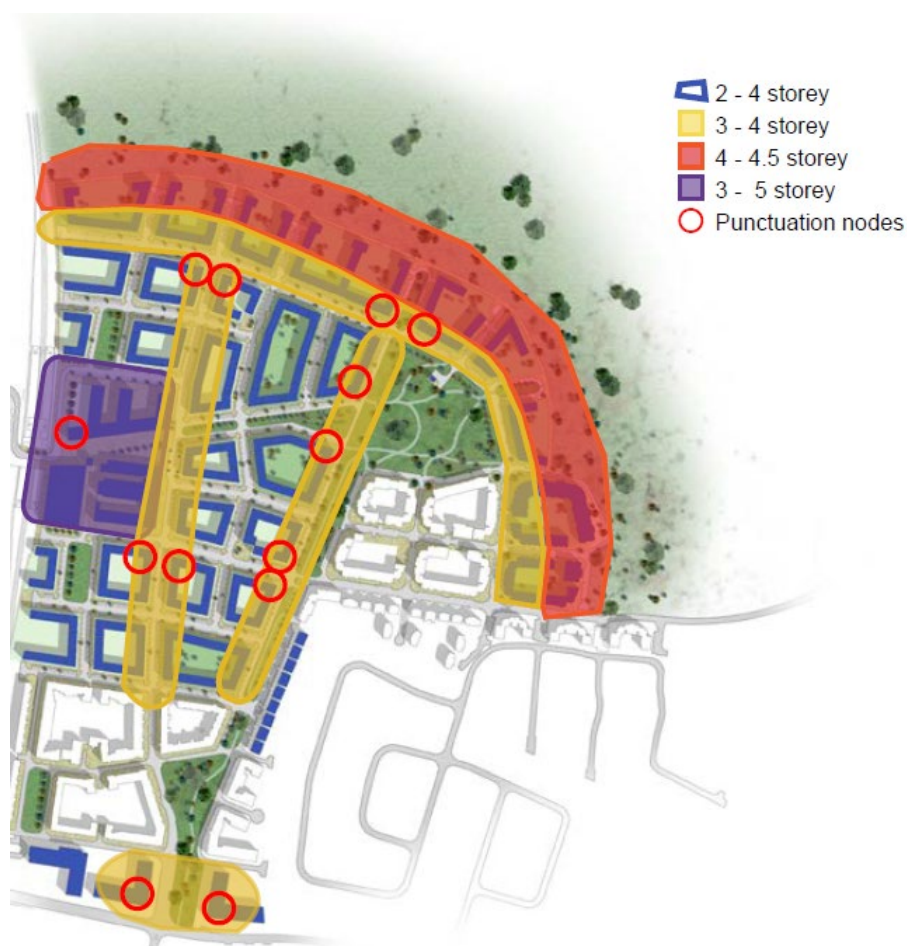 2 - 4 storey
3 - 4 storey
4 - 4.5 storey
3 - 5 storey
Punctuation nodes